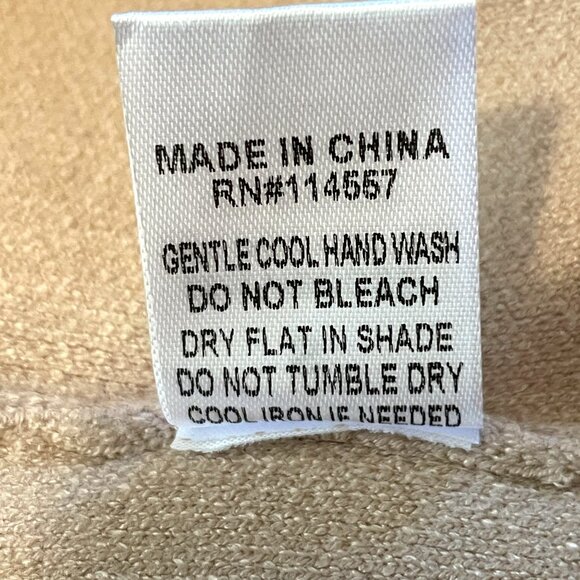 MADE IN CHINA
RN#114557
GENTLE COOL HAND WASH
DO NOT BLEACH
DRY FLAT IN SHADE
DO NOT TUMBLE DRY
COOL IRON IF NEEDED